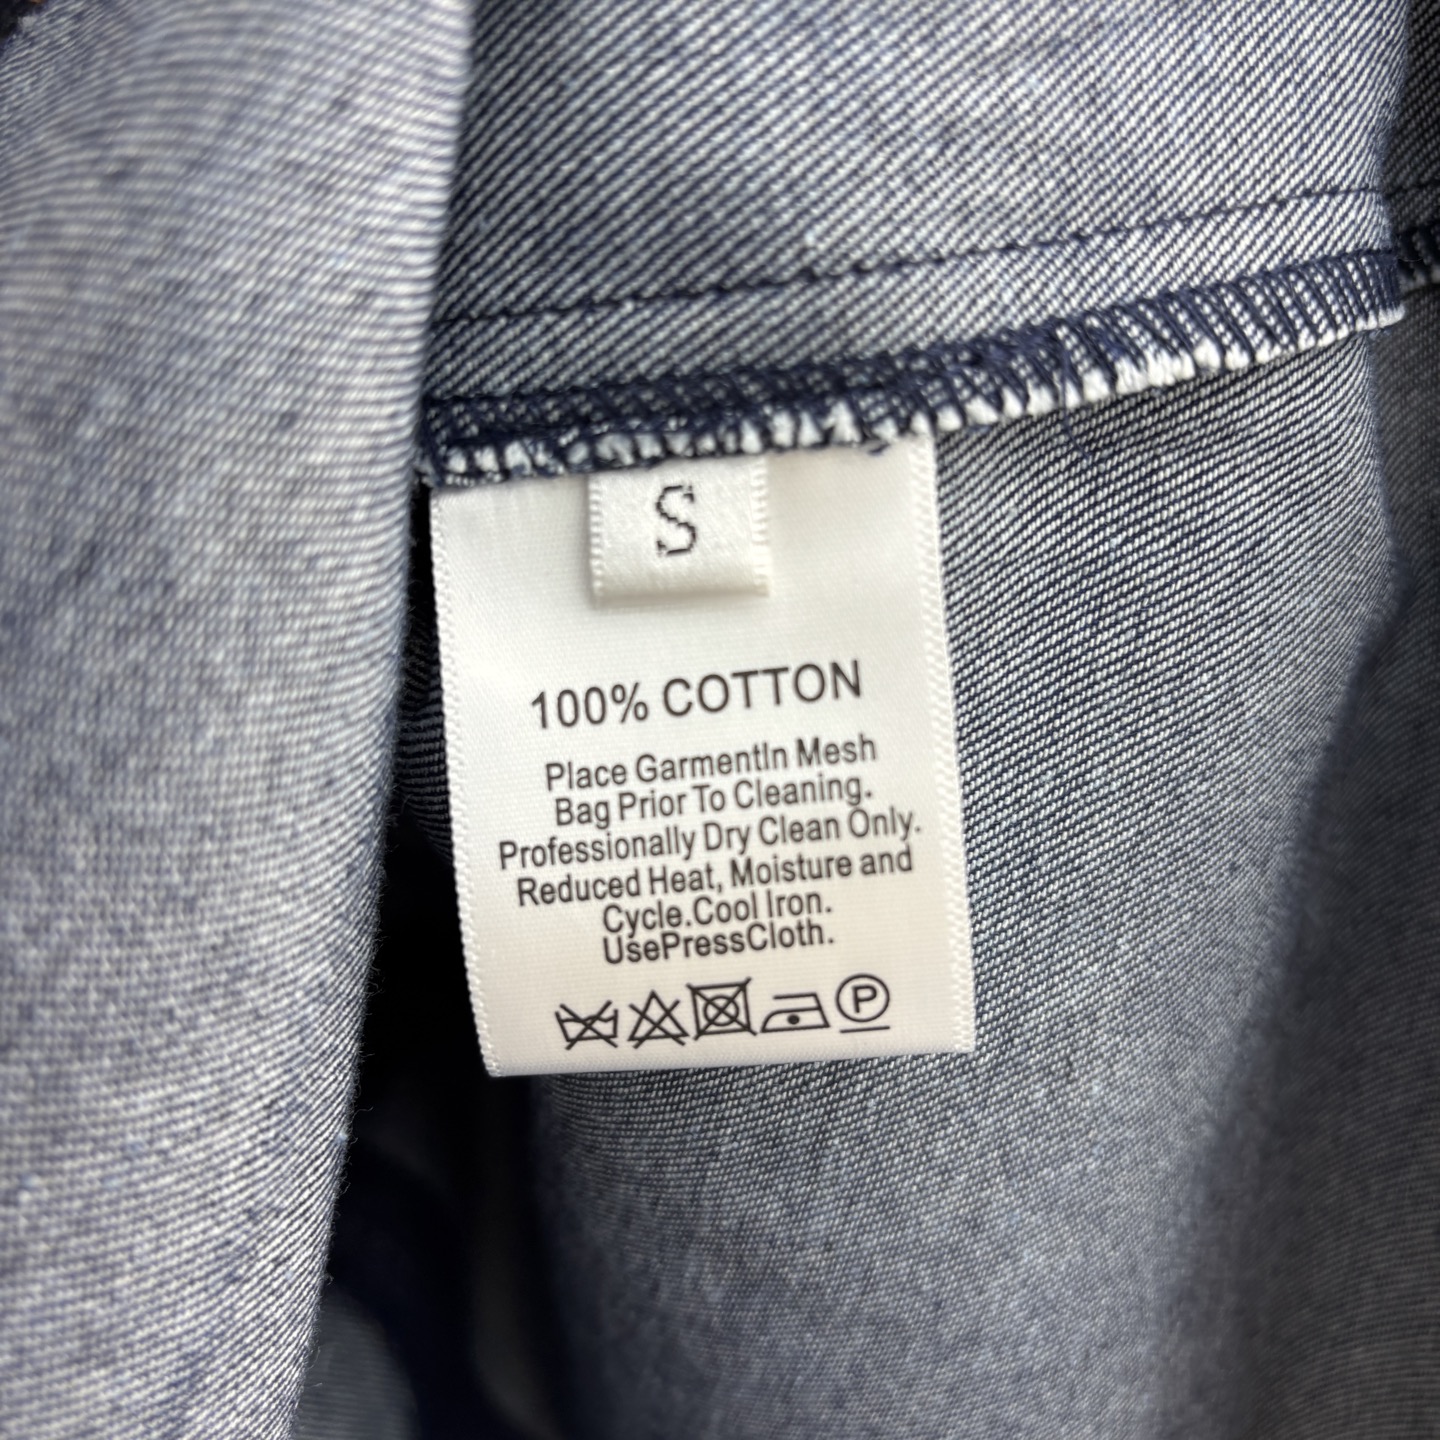 S
100% COTTON
Place GarmentIn Mesh
Bag Prior To Cleaning.
Professionally Dry Clean Only.
Reduced Heat, Moisture and
Cycle.Cool Iron.
UsePressCloth.
P